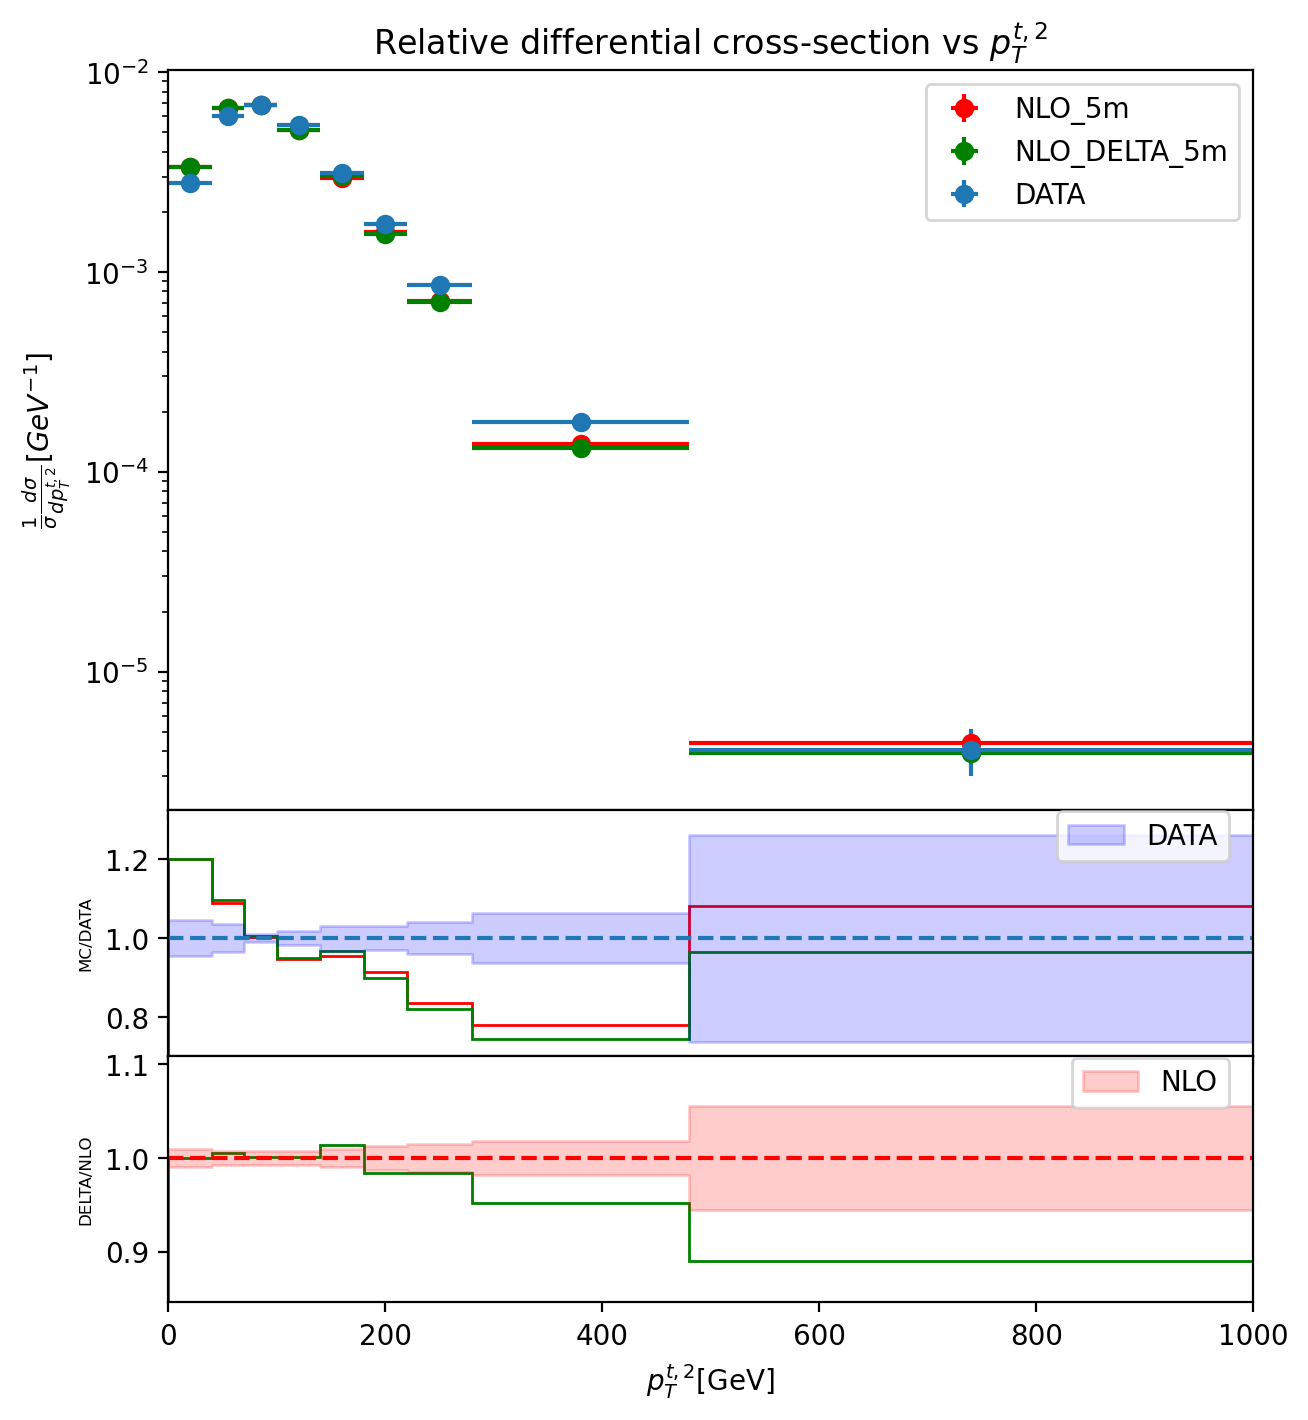 Relative differential cross-section vs $p_T^{t,2}$
10^{-2}
10^{-3}
10^{-4}
10^{-5}
$\frac{1}{\sigma}\frac{d\sigma}{dp_T^{t,2}}[GeV^{-1}]$
NLO_5m
NLO_DELTA_5m
DATA
1.2
1.0
0.8
MC/DATA
DATA
1.1
1.0
0.9
DELTA/NLO
NLO
0 200 400 600 800 1000
$p_T^{t,2}$[GeV]